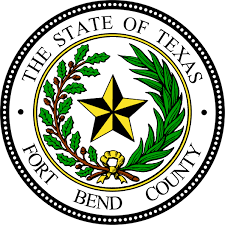 THE STATE OF TEXAS
FORT BEND COUNTY